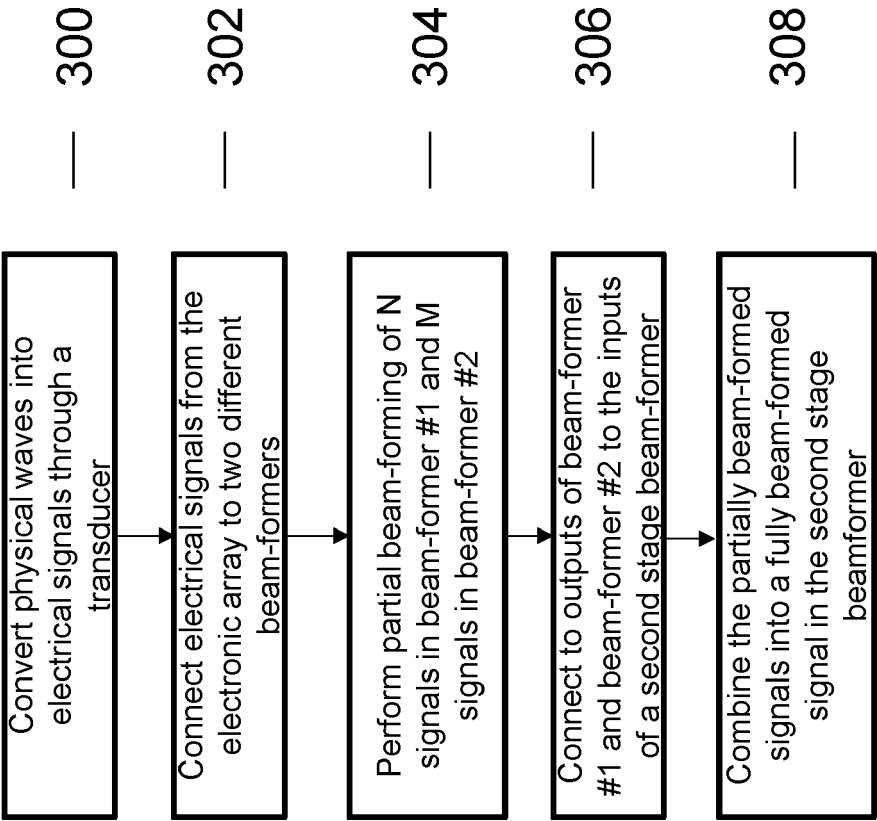 Convert physical waves into
electrical signals through a
transducer
300
Connect electrical signals from the
electronic array to two different
beam-formers
302
Perform partial beam-forming of N
signals in beam-former #1 and M
signals in beam-former #2
304
Connect to outputs of beam-former
#1 and beam-former #2 to the inputs
of a second stage beam-former
306
Combine the partially beam-formed
signals into a fully beam-formed
signal in the second stage
beamformer
308